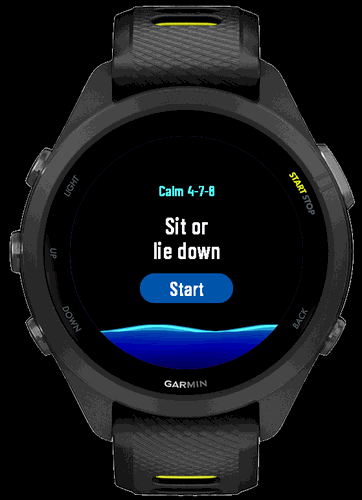 LIGHT
START STOP
Calm 4-7-8
Sit or
lie down
UP
Start
DOWN
BACK
GARMIN